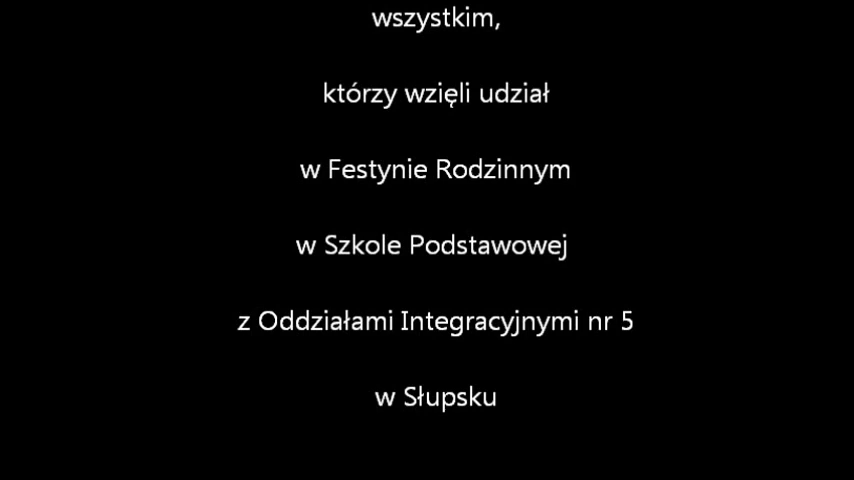 wszystkim,
którzy wzięli udział
w Festynie Rodzinnym
w Szkole Podstawowej
z Oddziałami Integracyjnymi nr 5
w Słupsku